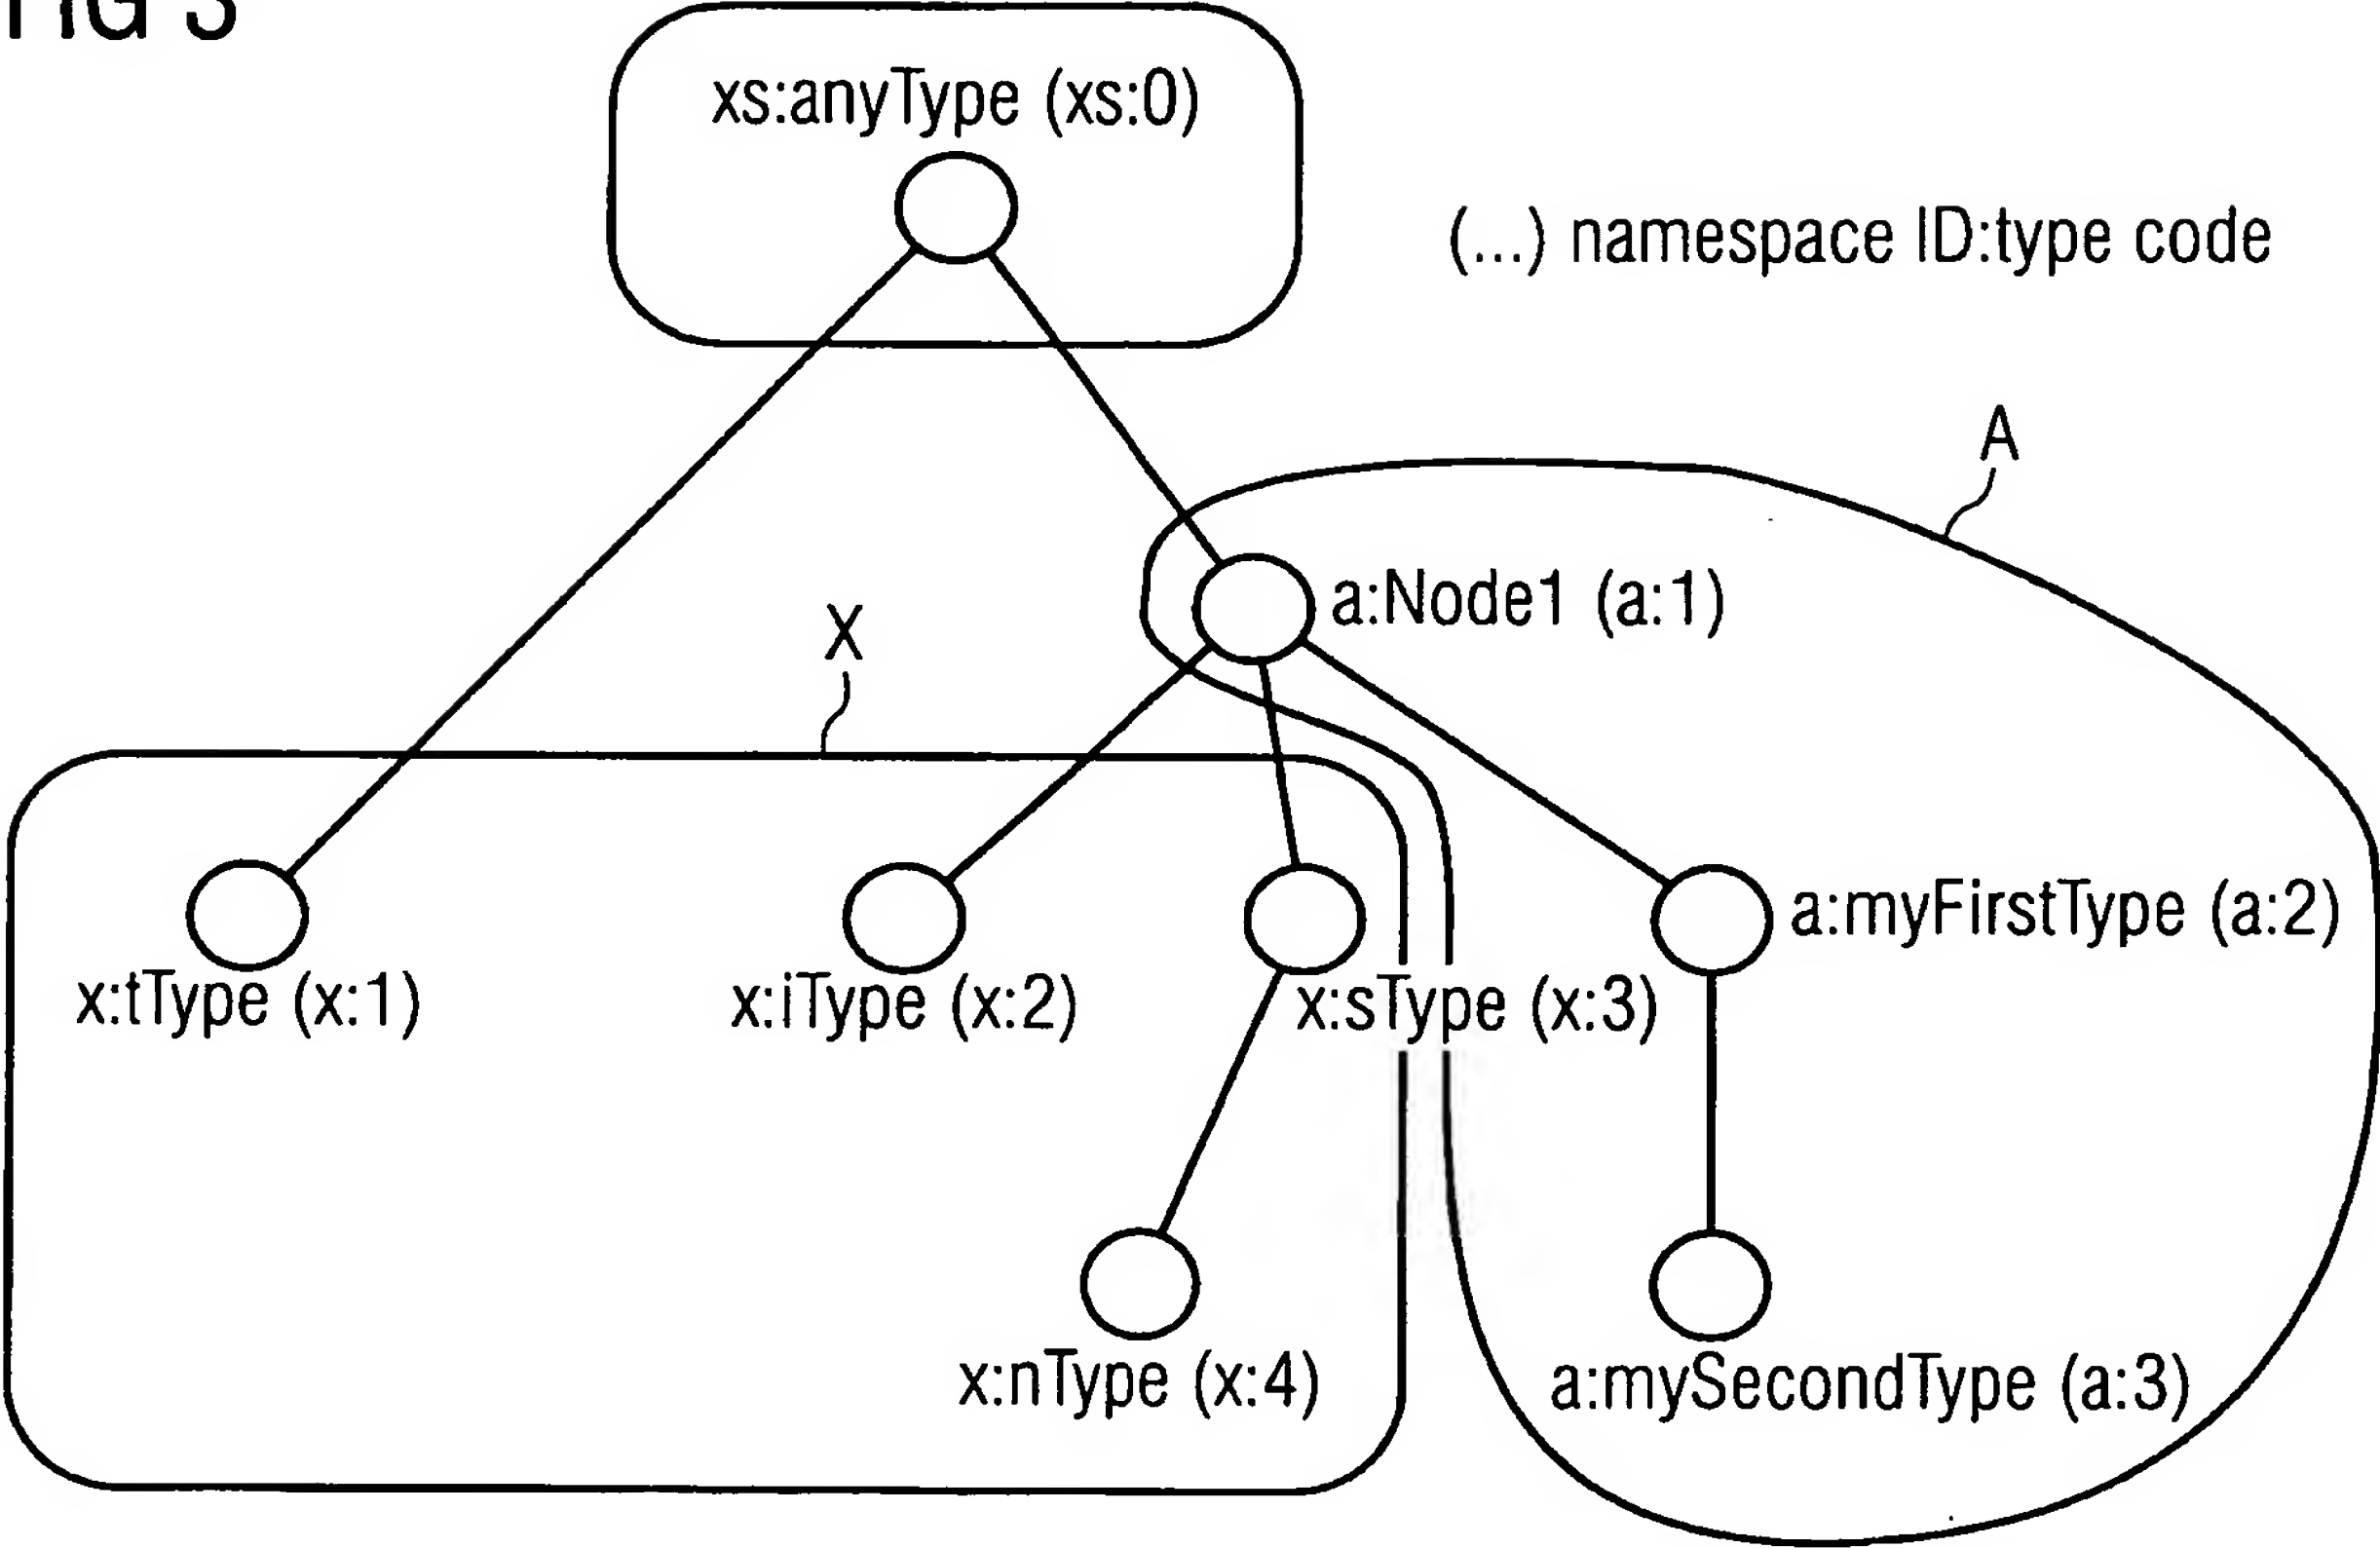 FIG 3
xs:anyType (xs:0)
(...) namespace ID:type code
A
a:Node1 (a:1)
X
a:myFirstType (a:2)
x:tType (x:1)
x:iType (x:2)
x:sType (x:3)
x:nType (x:4)
a:mySecondType (a:3)